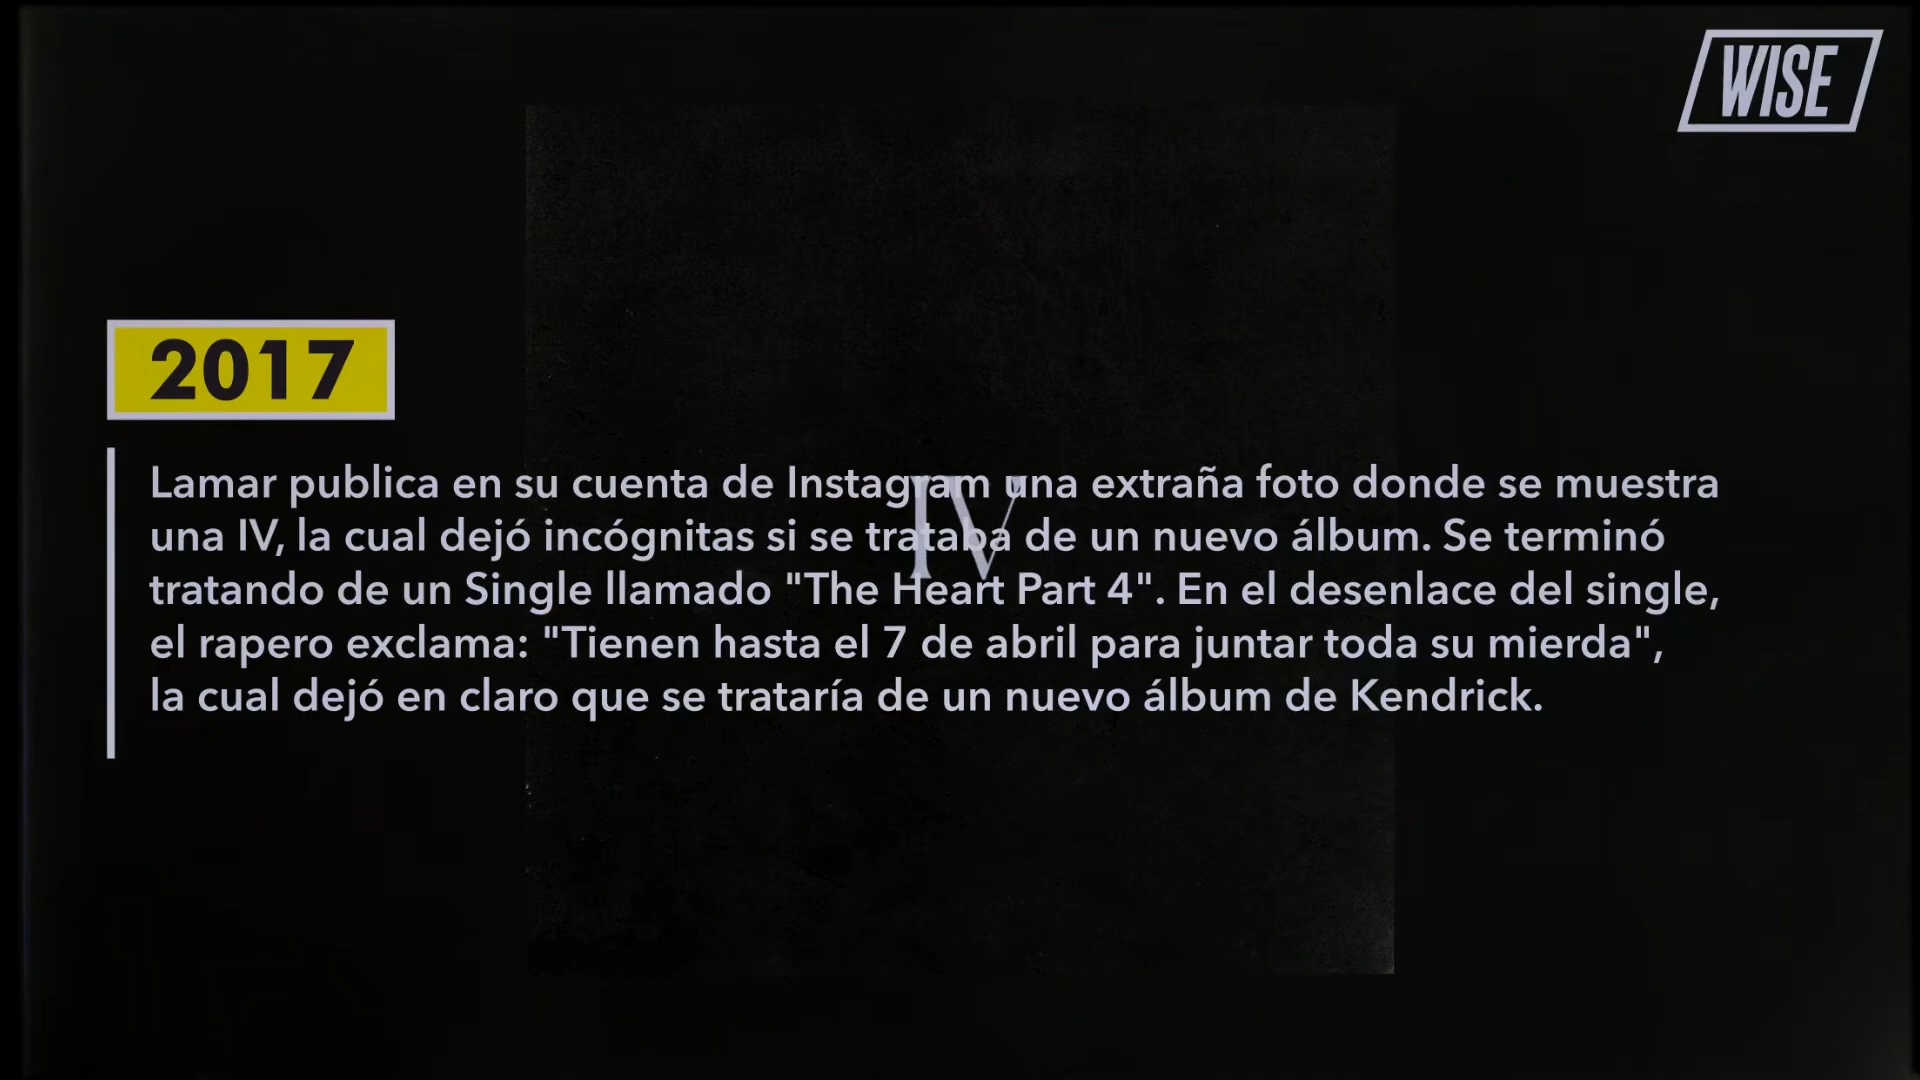 WISE
2017
Lamar publica en su cuenta de Instagram una extraña foto donde se muestra
una IV, la cual dejó incógnitas si se trataba de un nuevo álbum. Se terminó
tratando de un Single llamado "The Heart Part 4". En el desenlace del single,
el rapero exclama: "Tienen hasta el 7 de abril para juntar toda su mierda",
la cual dejó en claro que se trataría de un nuevo álbum de Kendrick.
IV